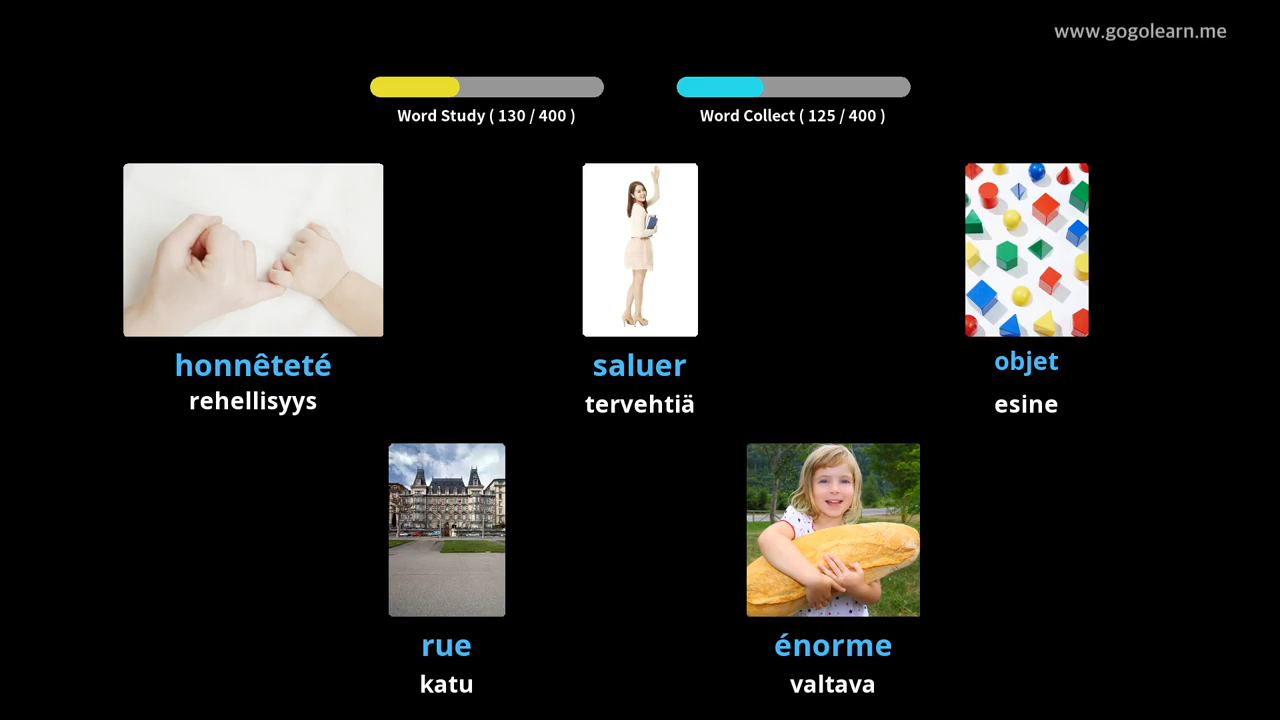 www.gogolearn.me
Word Study ( 130 / 400 )
Word Collect ( 125 / 400 )
honnêteté
rehellisyys
saluer
tervehtiä
objet
esine
rue
katu
énorme
valtava